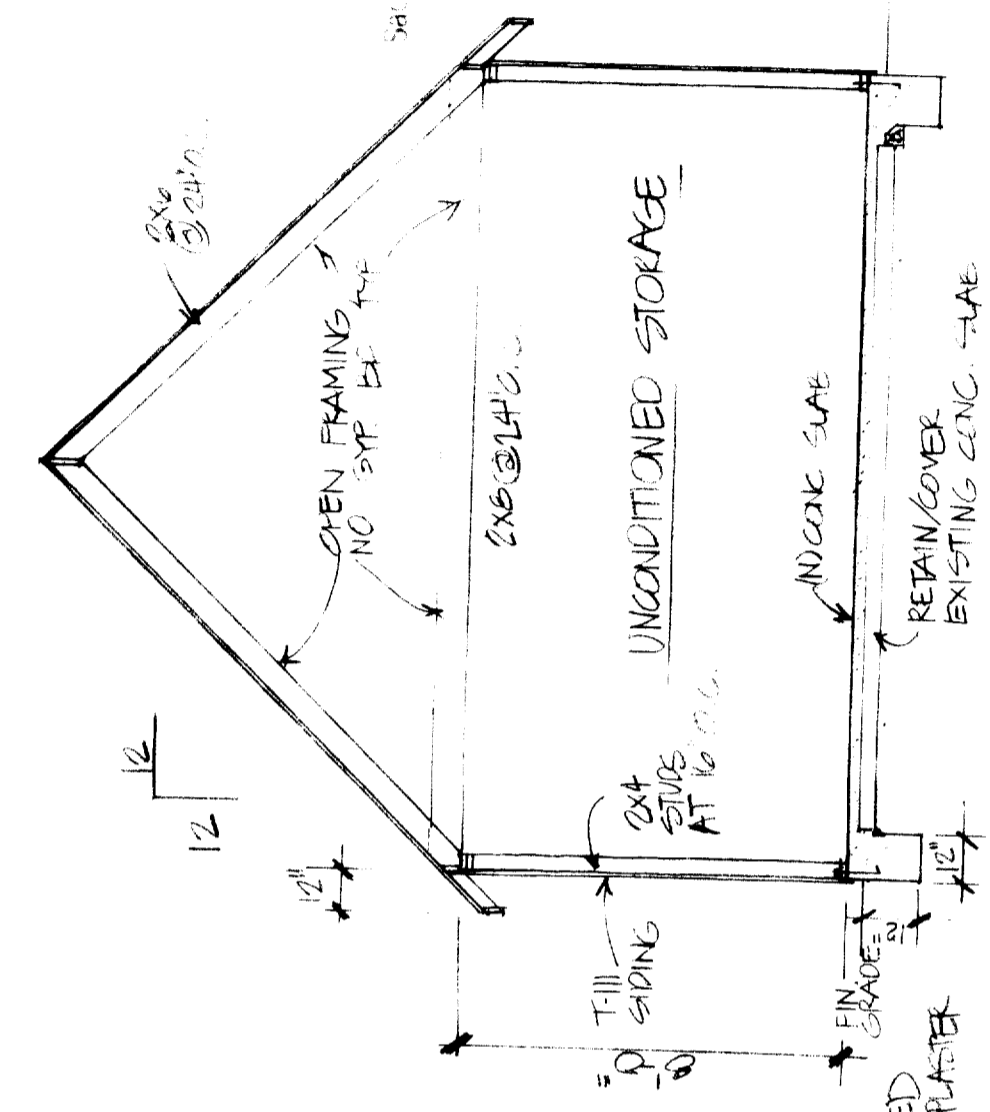 2X6
@ 24" O.C.
OPEN FRAMING
NO GYP. BD. TYP.
2X6 @ 24" O.C.
UNCONDITIONED STORAGE
(N) CONC SLAB
RETAIN/COVER
EXISTING CONC. SLAB
12
12
12"
2X4
STUDS
AT 16" O.C.
T-111
SIDING
8'-0"
FIN.
GRADE
12"
12"
PLASTER